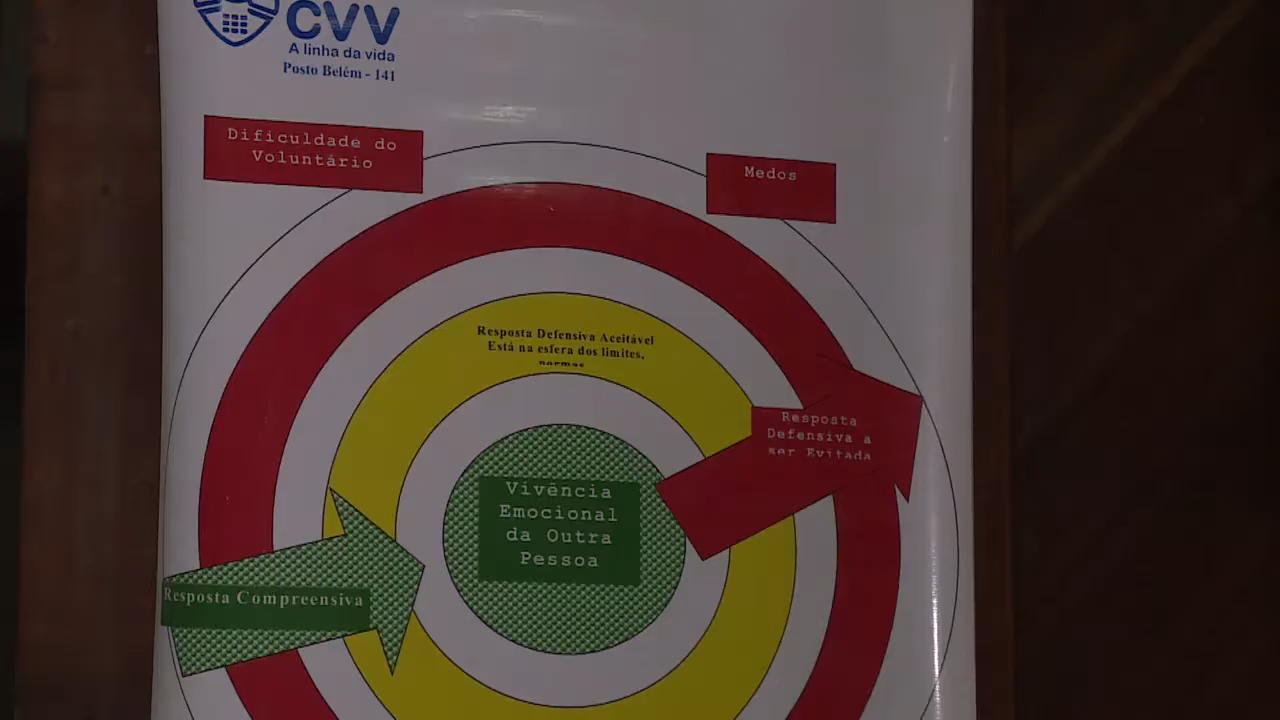 CVV
A linha da vida
Posto Belém - 141
Dificuldade do
Voluntário
Medos
Resposta Defensiva Aceitável
Está na esfera dos limites,
normas
Resposta
Defensiva a
ser Evitada
Vivência
Emocional
da Outra
Pessoa
Resposta Compreensiva